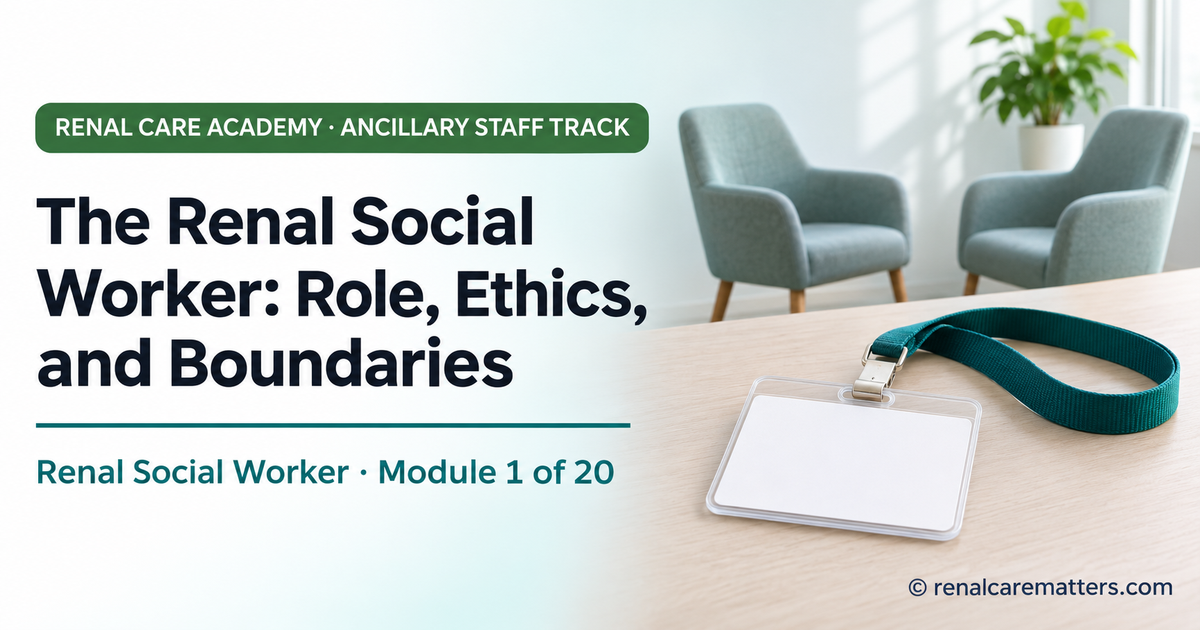 RENAL CARE ACADEMY · ANCILLARY STAFF TRACK
The Renal Social
Worker: Role, Ethics,
and Boundaries
Renal Social Worker · Module 1 of 20
© renalcarematters.com